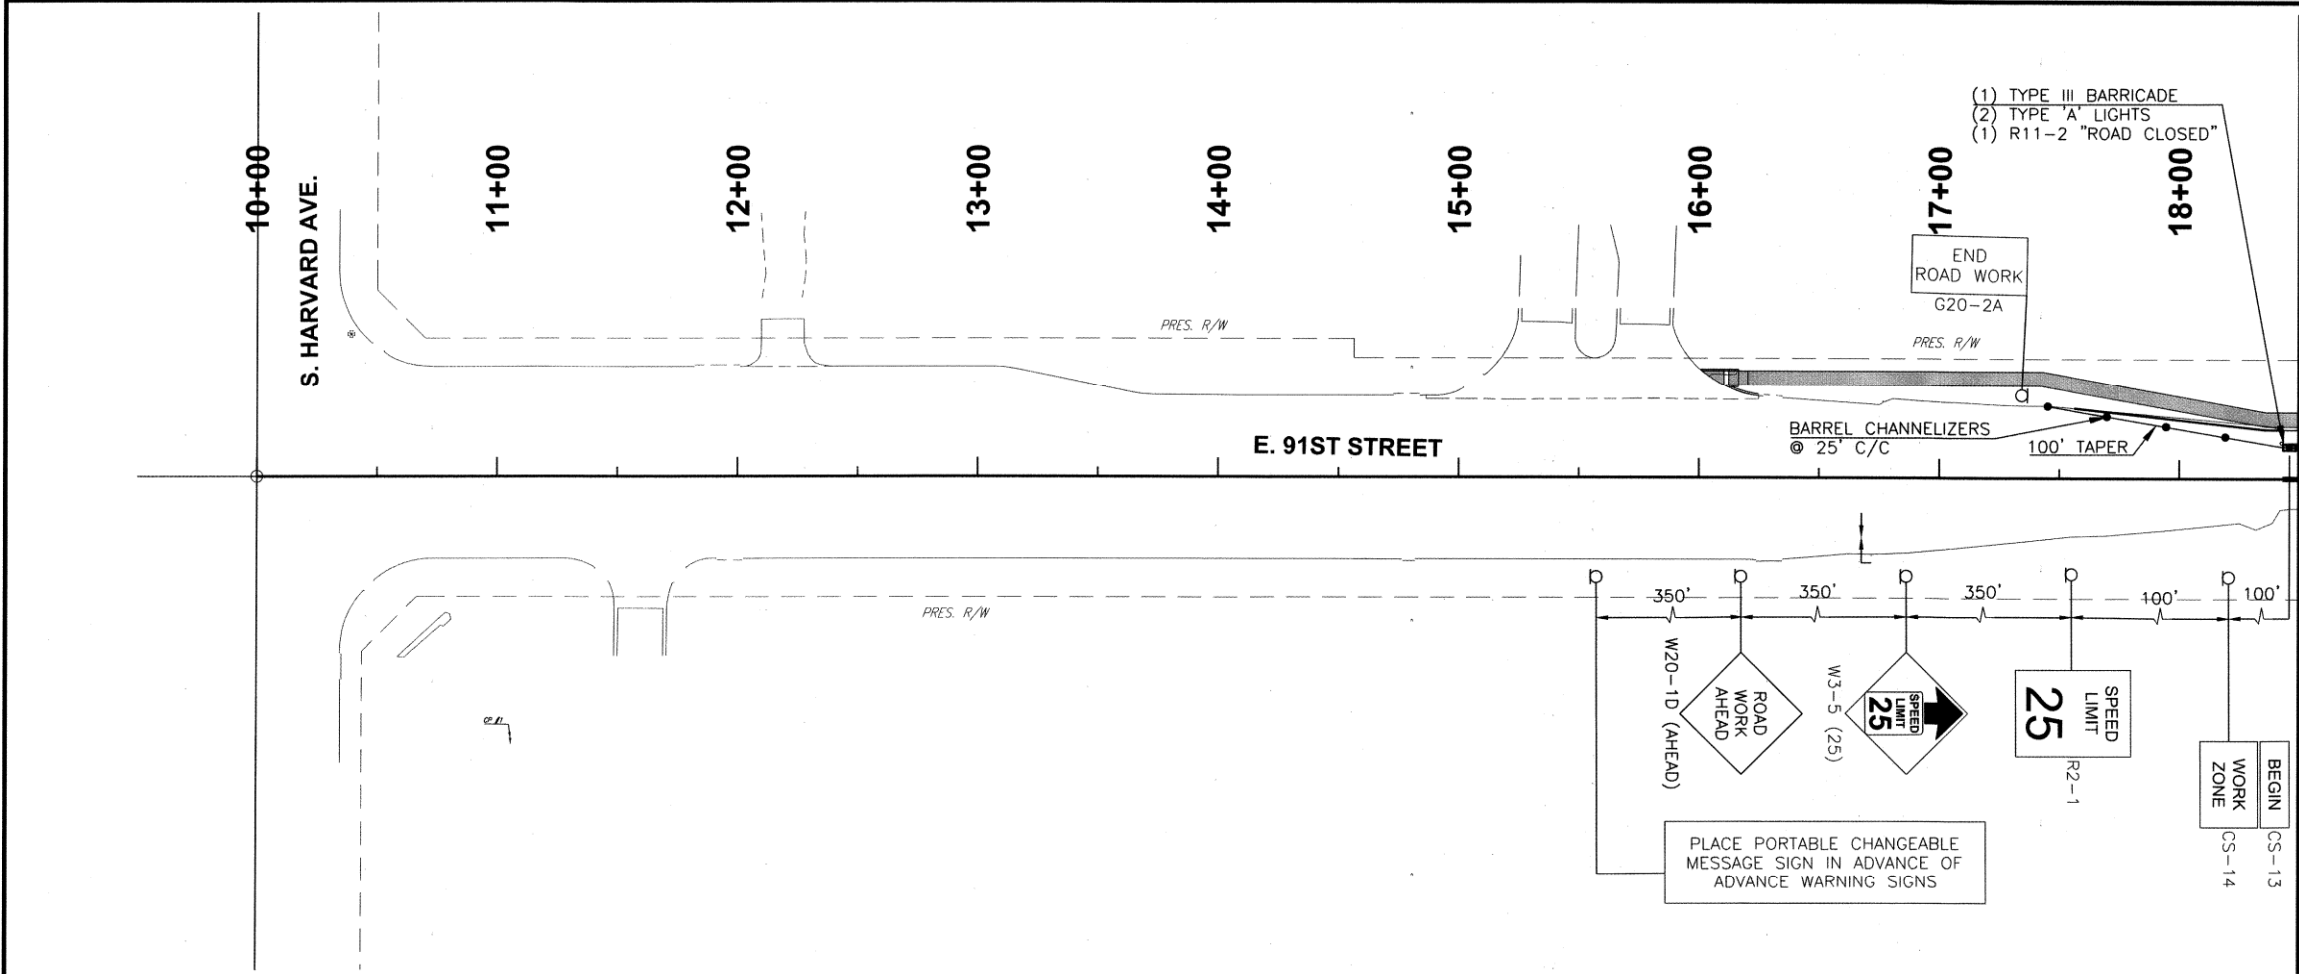 (1) TYPE III BARRICADE
(2) TYPE 'A' LIGHTS
(1) R11-2 "ROAD CLOSED"
10+00
S. HARVARD AVE.
11+00
12+00
13+00
14+00
15+00
16+00
17+00
18+00
END
ROAD WORK
G20-2A
PRES. R/W
PRES. R/W
BARREL CHANNELIZERS
@ 25' C/C
100' TAPER
E. 91ST STREET
PRES. R/W
350'
350'
350'
100'
100'
W20-1D (AHEAD)
ROAD
WORK
AHEAD
W3-5 (25)
SPEED
LIMIT
25
SPEED
LIMIT
25
R2-1
BEGIN
CS-13
WORK
ZONE
CS-14
CP #1
PLACE PORTABLE CHANGEABLE
MESSAGE SIGN IN ADVANCE OF
ADVANCE WARNING SIGNS